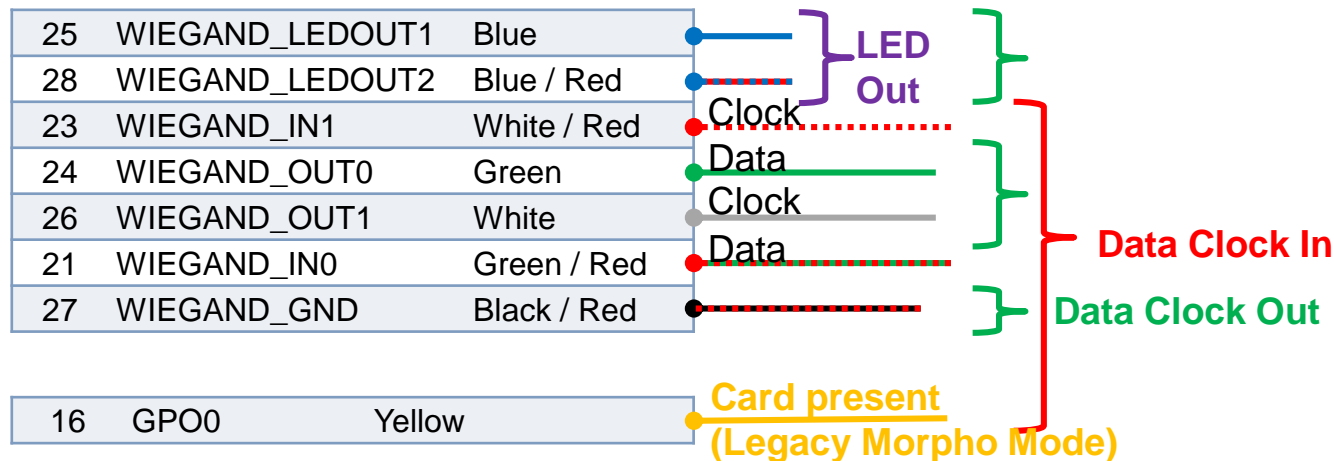 25 WIEGAND_LEDOUT1 Blue
28 WIEGAND_LEDOUT2 Blue / Red
LED
Out
23 WIEGAND_IN1 White / Red Clock
24 WIEGAND_OUT0 Green Data
26 WIEGAND_OUT1 White Clock
21 WIEGAND_IN0 Green / Red Data
Data Clock In
27 WIEGAND_GND Black / Red
Data Clock Out
16 GPO0 Yellow
Card present
(Legacy Morpho Mode)